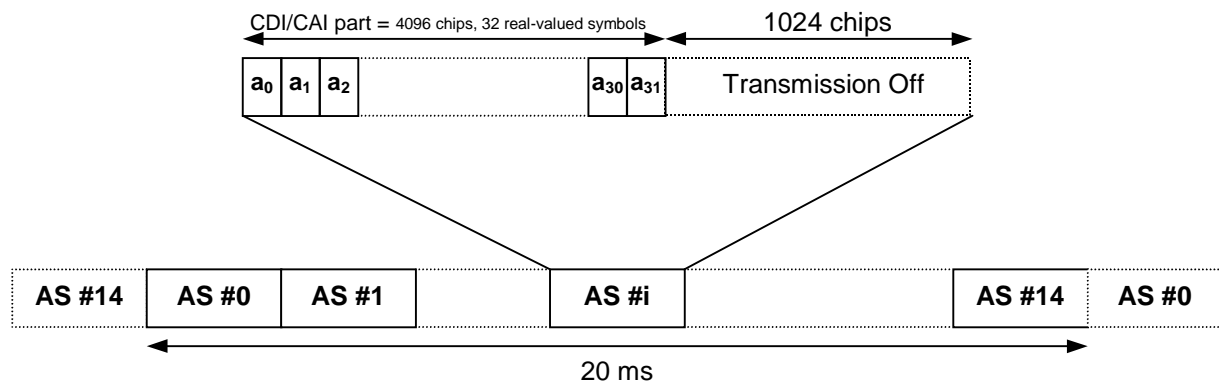 CDI/CAI part = 4096 chips, 32 real-valued symbols
1024 chips
a0 a1 a2 a30 a31 Transmission Off
AS #14 AS #0 AS #1 AS #i AS #14 AS #0
20 ms